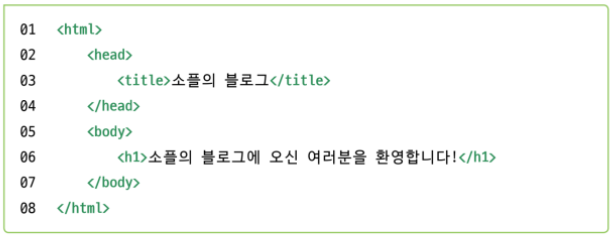 01 <html>
02 <head>
03 <title>소플의 블로그</title>
04 </head>
05 <body>
06 <h1>소플의 블로그에 오신 여러분을 환영합니다!</h1>
07 </body>
08 </html>